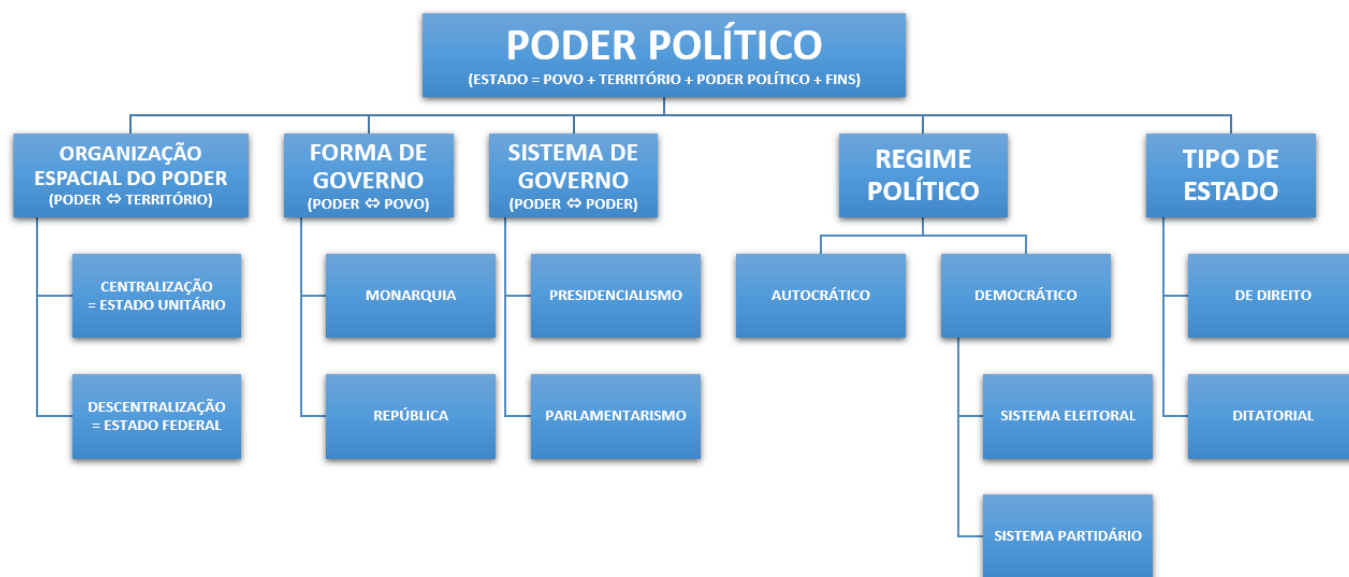 PODER POLÍTICO
(ESTADO = POVO + TERRITÓRIO + PODER POLÍTICO + FINS)
ORGANIZAÇÃO
ESPACIAL DO PODER
(PODER ⇔ TERRITÓRIO)
FORMA DE
GOVERNO
(PODER ⇔ POVO)
SISTEMA DE
GOVERNO
(PODER ⇔ PODER)
REGIME
POLÍTICO
TIPO DE
ESTADO
CENTRALIZAÇÃO
= ESTADO UNITÁRIO
MONARQUIA
PRESIDENCIALISMO
AUTOCRÁTICO
DEMOCRÁTICO
DE DIREITO
DESCENTRALIZAÇÃO
= ESTADO FEDERAL
REPÚBLICA
PARLAMENTARISMO
SISTEMA ELEITORAL
DITATORIAL
SISTEMA PARTIDÁRIO